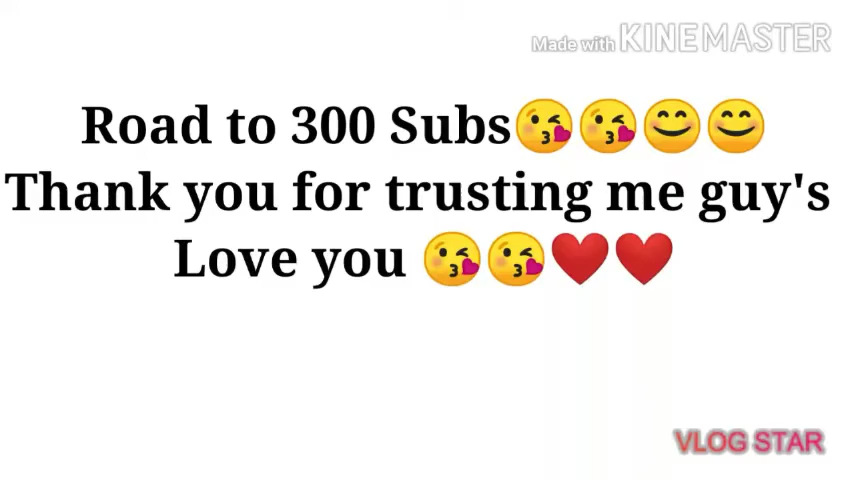 Made with KINEMASTER
Road to 300 Subs😘😘😊😊
Thank you for trusting me guy's
Love you 😘😘❤️❤️
VLOG STAR